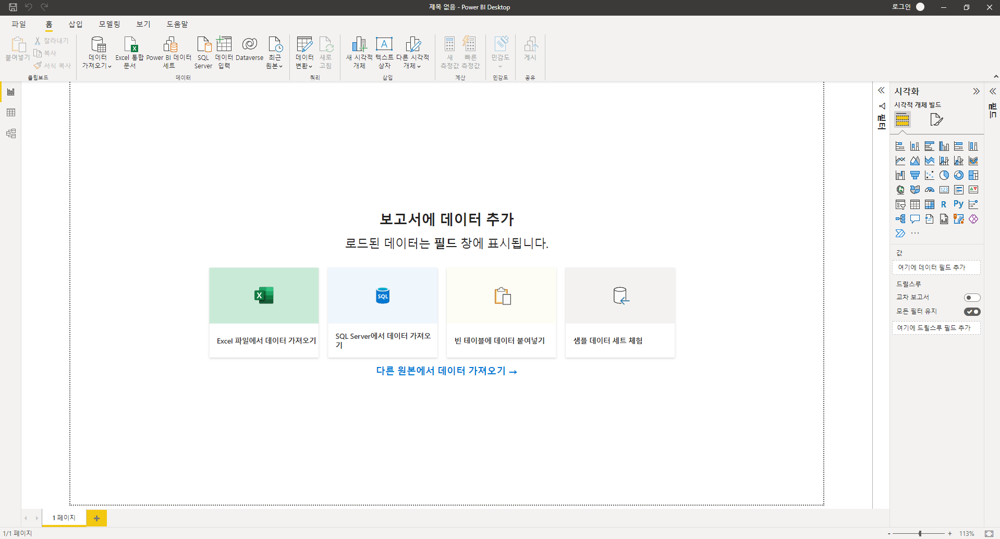 제목 없음 - Power BI Desktop
로그인
파일 홈 삽입 모델링 보기 도움말
붙여넣기
잘라내기
복사
서식 복사
클립보드
데이터
가져오기
Excel 통합
문서
Power BI 데이터
세트
SQL
Server
데이터
입력
Dataverse
최근
원본
데이터
데이터
변환
새로
고침
쿼리
새 시각적
개체
텍스트
상자
다른 시각적
개체
삽입
새
측정값
빠른
측정값
계산
민감도
민감도
게시
공유
보고서에 데이터 추가
로드된 데이터는 필드 창에 표시됩니다.
SQL
Excel 파일에서 데이터 가져오기
SQL Server에서 데이터 가져오
기
빈 테이블에 데이터 붙여넣기
샘플 데이터 세트 체험
다른 원본에서 데이터 가져오기 →
필터
시각화
시각적 개체 빌드
123
R
Py
값
여기에 데이터 필드 추가
드릴스루
교차 보고서
모든 필터 유지
여기에 드릴스루 필드 추가
필드
1 페이지
1/1 페이지
- + 113%